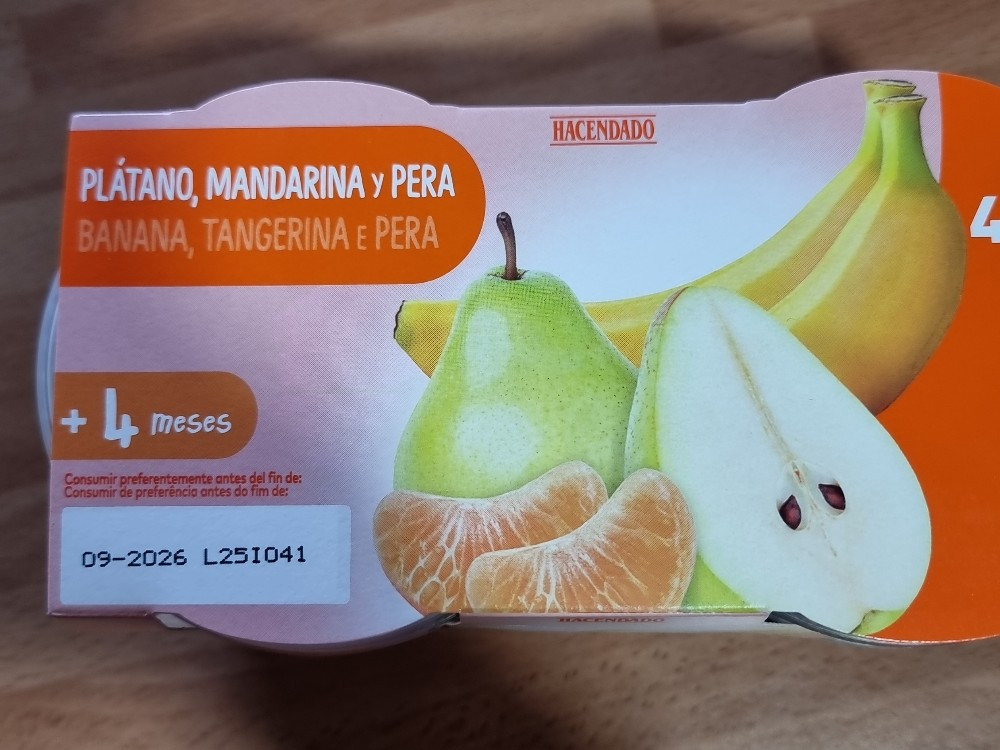 HACENDADO
PLÁTANO, MANDARINA y PERA
BANANA, TANGERINA E PERA
4
+ 4 meses
Consumir preferentemente antes del fin de:
Consumir de preferência antes do fim de:
09-2026 L25I041
HACENDADO